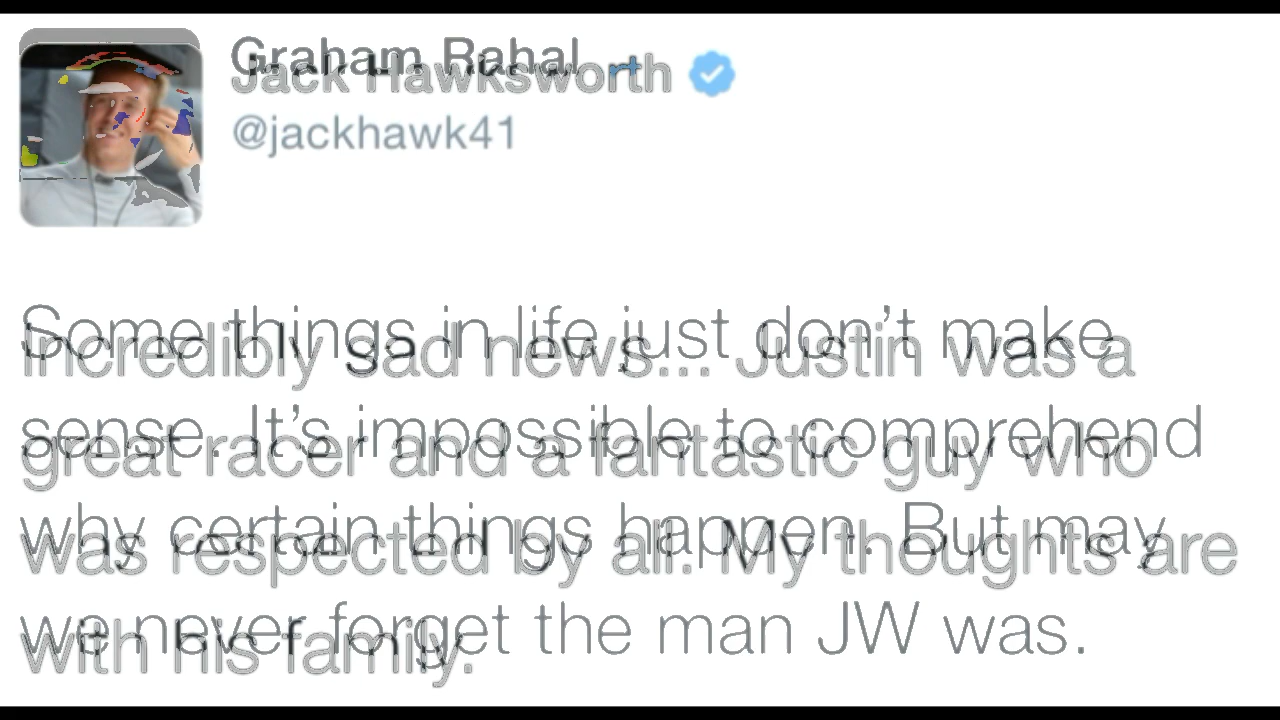 Graham Rahal
Jack Hawksworth
@jackhawk41
Some things in life just don't make
sense. It's impossible to comprehend
why certain things happen. But may
we never forget the man JW was.
Incredibly sad news... Justin was a
great racer and a fantastic guy who
was respected by all. My thoughts are
with his family.